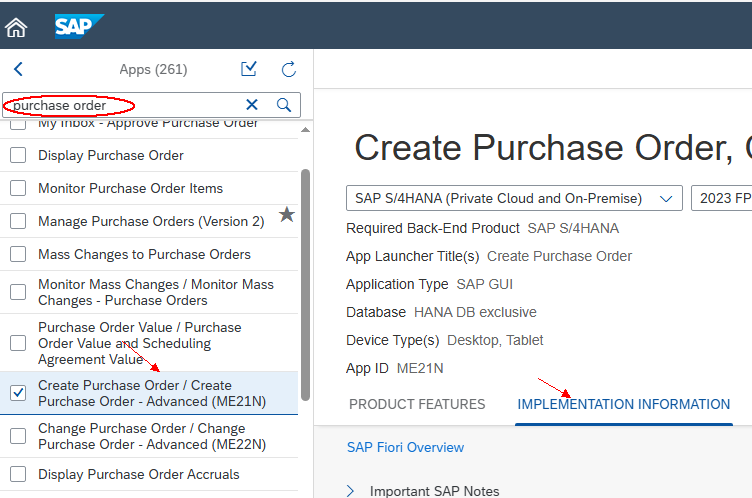 SAP
Apps (261)
purchase order
My Inbox - Approve Purchase Order
Display Purchase Order
Monitor Purchase Order Items
Manage Purchase Orders (Version 2)
Mass Changes to Purchase Orders
Monitor Mass Changes / Monitor Mass
Changes - Purchase Orders
Purchase Order Value / Purchase
Order Value and Scheduling
Agreement Value
Create Purchase Order / Create
Purchase Order - Advanced (ME21N)
Change Purchase Order / Change
Purchase Order - Advanced (ME22N)
Display Purchase Order Accruals
Create Purchase Order, C
SAP S/4HANA (Private Cloud and On-Premise)
2023 FP
Required Back-End Product SAP S/4HANA
App Launcher Title(s) Create Purchase Order
Application Type SAP GUI
Database HANA DB exclusive
Device Type(s) Desktop, Tablet
App ID ME21N
PRODUCT FEATURES IMPLEMENTATION INFORMATION
SAP Fiori Overview
Important SAP Notes